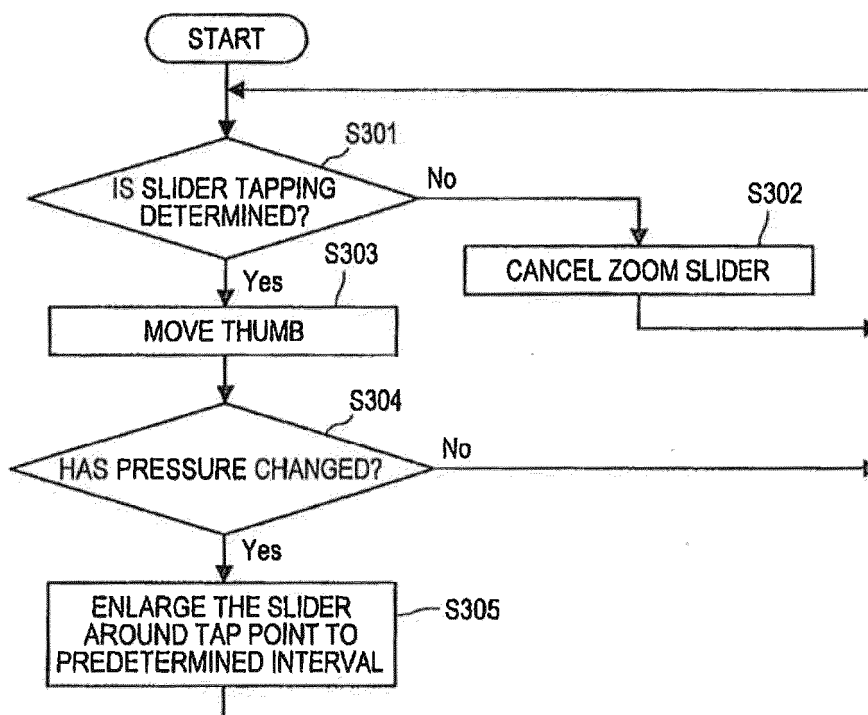 START
S301
IS SLIDER TAPPING
DETERMINED?
No
S302
CANCEL ZOOM SLIDER
Yes
S303
MOVE THUMB
S304
HAS PRESSURE CHANGED?
No
Yes
S305
ENLARGE THE SLIDER
AROUND TAP POINT TO
PREDETERMINED INTERVAL